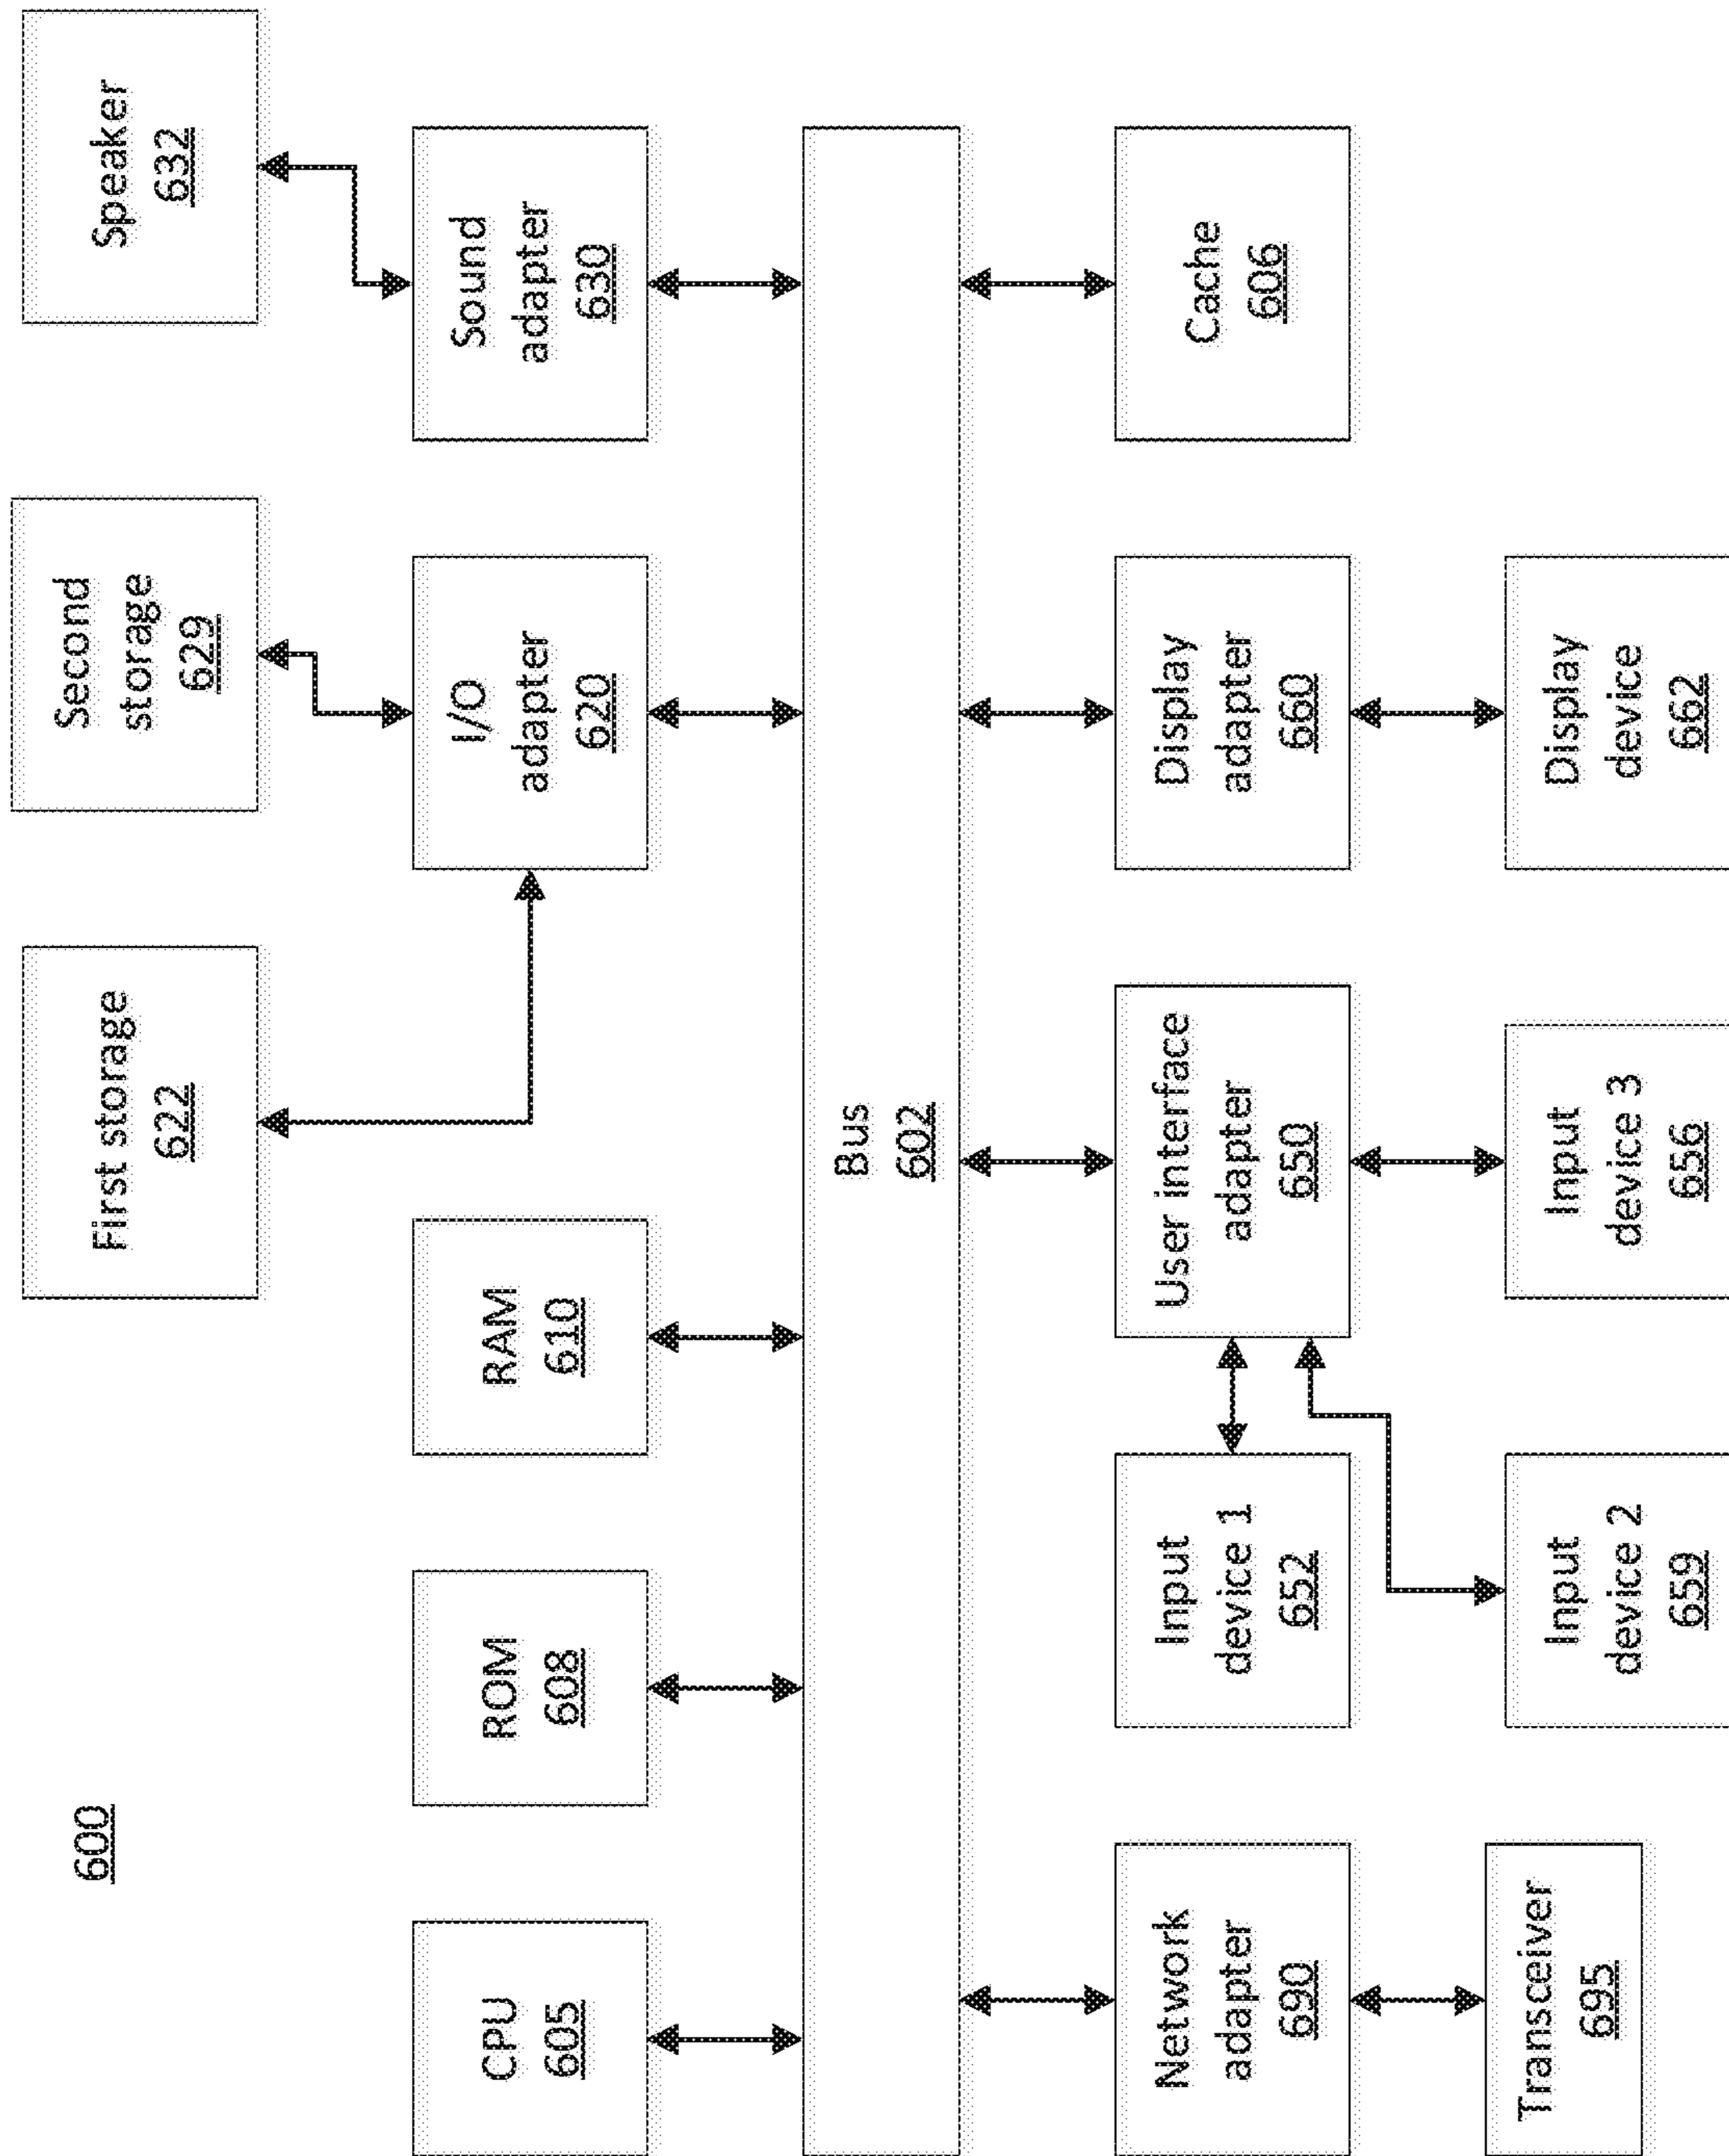 600
First storage
622
Second
storage
629
Speaker
632
CPU
605
ROM
608
RAM
610
I/O
adapter
620
Sound
adapter
630
Bus
602
Network
adapter
690
Input
device 1
652
User interface
adapter
650
Display
adapter
660
Cache
606
Transceiver
695
Input
device 2
659
Input
device 3
656
Display
device
662